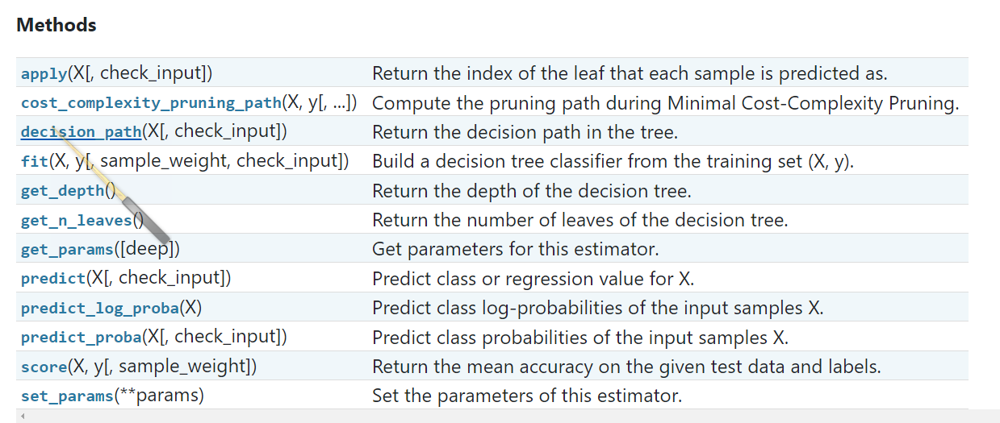 Methods
apply(X[, check_input]) Return the index of the leaf that each sample is predicted as.
cost_complexity_pruning_path(X, y[, ...]) Compute the pruning path during Minimal Cost-Complexity Pruning.
decision_path(X[, check_input]) Return the decision path in the tree.
fit(X, y[, sample_weight, check_input]) Build a decision tree classifier from the training set (X, y).
get_depth() Return the depth of the decision tree.
get_n_leaves() Return the number of leaves of the decision tree.
get_params([deep]) Get parameters for this estimator.
predict(X[, check_input]) Predict class or regression value for X.
predict_log_proba(X) Predict class log-probabilities of the input samples X.
predict_proba(X[, check_input]) Predict class probabilities of the input samples X.
score(X, y[, sample_weight]) Return the mean accuracy on the given test data and labels.
set_params(**params) Set the parameters of this estimator.